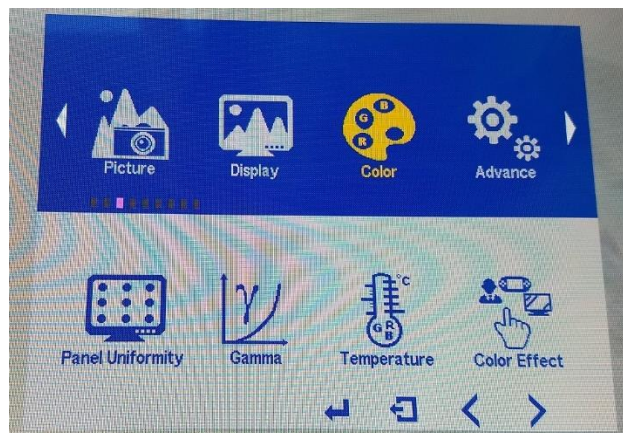 Picture
Display
B
G
R
Color
Advance
Panel Uniformity
γ
Gamma
°C
G R
B
Temperature
Color Effect